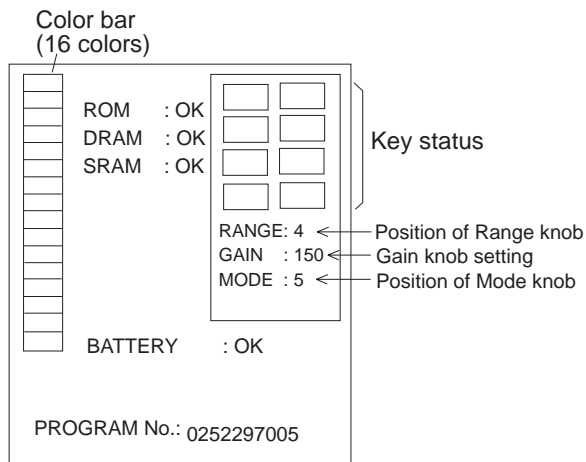 Color bar
(16 colors)
ROM : OK
DRAM : OK
SRAM : OK
Key status
RANGE: 4 Position of Range knob
GAIN : 150 Gain knob setting
MODE : 5 Position of Mode knob
BATTERY : OK
PROGRAM No.: 0252297005